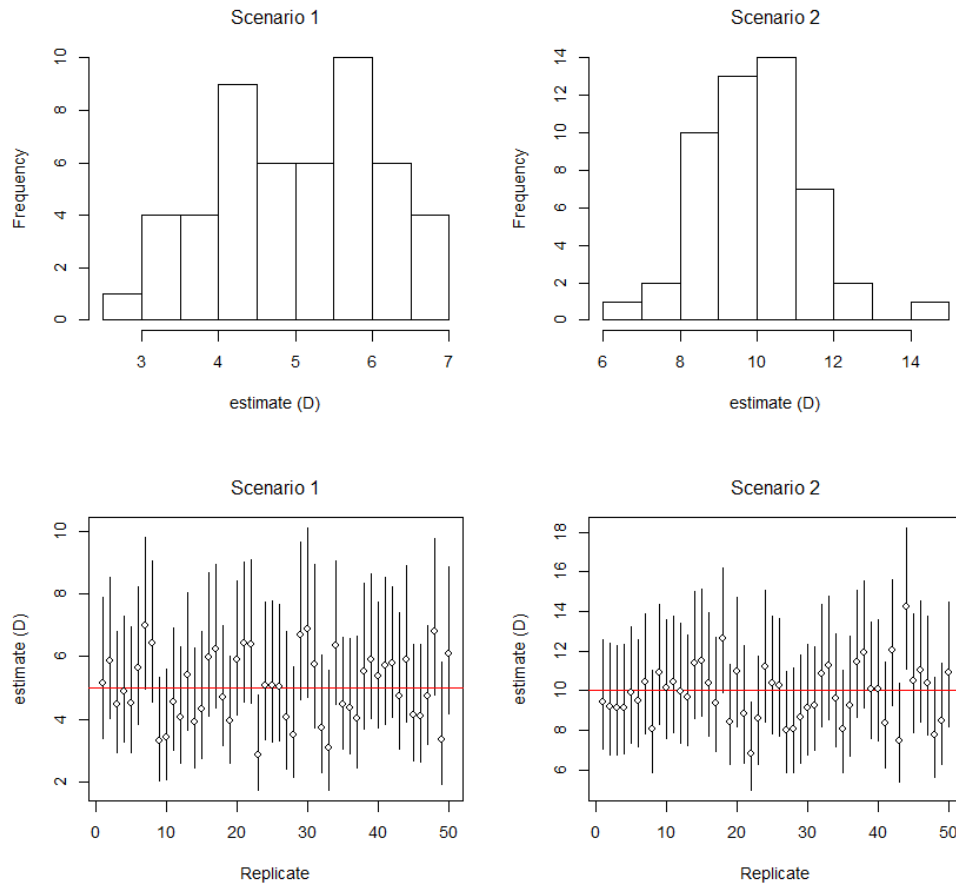 Scenario 1
Frequency
0 2 4 6 8 10
3 4 5 6 7
estimate (D)
Scenario 2
Frequency
0 2 4 6 8 10 12 14
6 8 10 12 14
estimate (D)
Scenario 1
estimate (D)
2 4 6 8 10
0 10 20 30 40 50
Replicate
Scenario 2
estimate (D)
6 8 10 12 14 16 18
0 10 20 30 40 50
Replicate